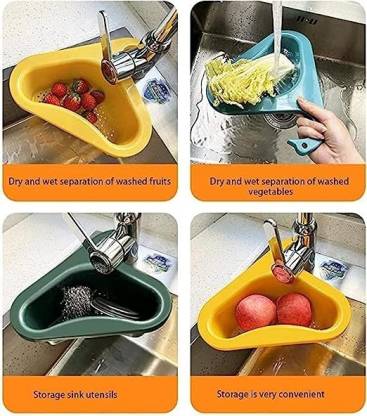 Dry and wet separation of washed fruits
Dry and wet separation of washed
vegetables
Storage sink utensils
Storage is very convenient